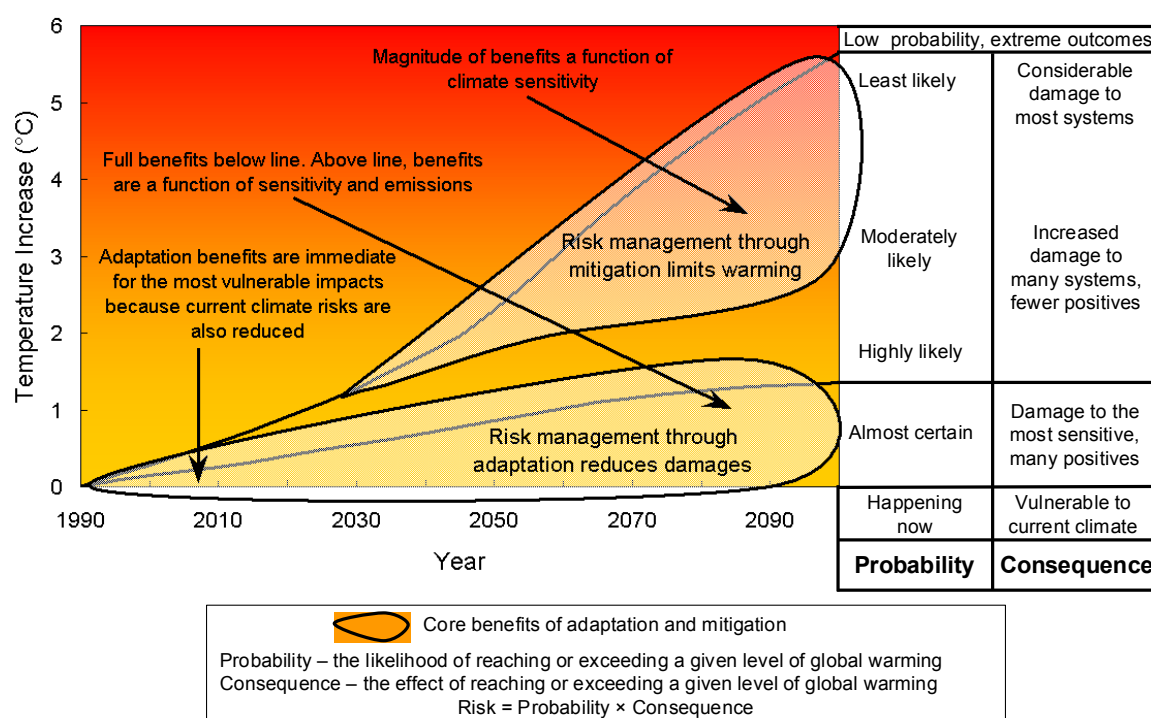 6
5
4
3
2
1
0
Temperature Increase (°C)
1990
2010
2030
2050
2070
2090
Year
Magnitude of benefits a function of
climate sensitivity
Full benefits below line. Above line, benefits
are a function of sensitivity and emissions
Adaptation benefits are immediate
for the most vulnerable impacts
because current climate risks are
also reduced
Risk management through
mitigation limits warming
Risk management through
adaptation reduces damages
Low probability, extreme outcomes
Least likely
Considerable
damage to
most systems
Moderately
likely
Increased
damage to
many systems,
fewer positives
Highly likely
Almost certain
Damage to the
most sensitive,
many positives
Happening
now
Vulnerable to
current climate
Probability
Consequence
Core benefits of adaptation and mitigation
Probability – the likelihood of reaching or exceeding a given level of global warming
Consequence – the effect of reaching or exceeding a given level of global warming
Risk = Probability × Consequence